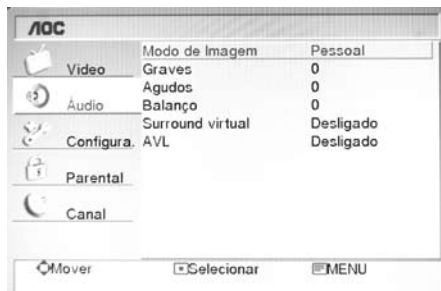 AOC
Video
Áudio
Configura.
Parental
Canal
Modo de Imagem Pessoal
Graves 0
Agudos 0
Balanço 0
Surround virtual Desligado
AVL Desligado
Mover Selecionar MENU